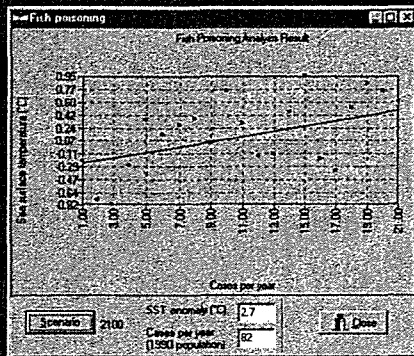 Fish poisoning
Fish Poisoning Analysis Result
Sea surface temperature (°C)
0.95
0.77
0.60
0.42
0.24
0.07
0.11
0.29
0.47
0.64
0.82
1.00
3.00
5.00
7.00
9.00
11.00
13.00
15.00
17.00
19.00
21.00
Cases per year
Scenario
2100
SST anomaly (°C)
2.7
Cases per year
(1990 population)
82
Close